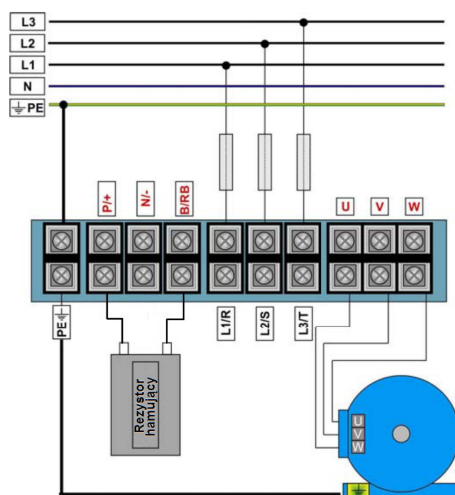 L3
L2
L1
N
PE
P/+
N/-
B/RB
U
V
W
PE
L1/R
L2/S
L3/T
Rezystor
hamujący
U
V
W